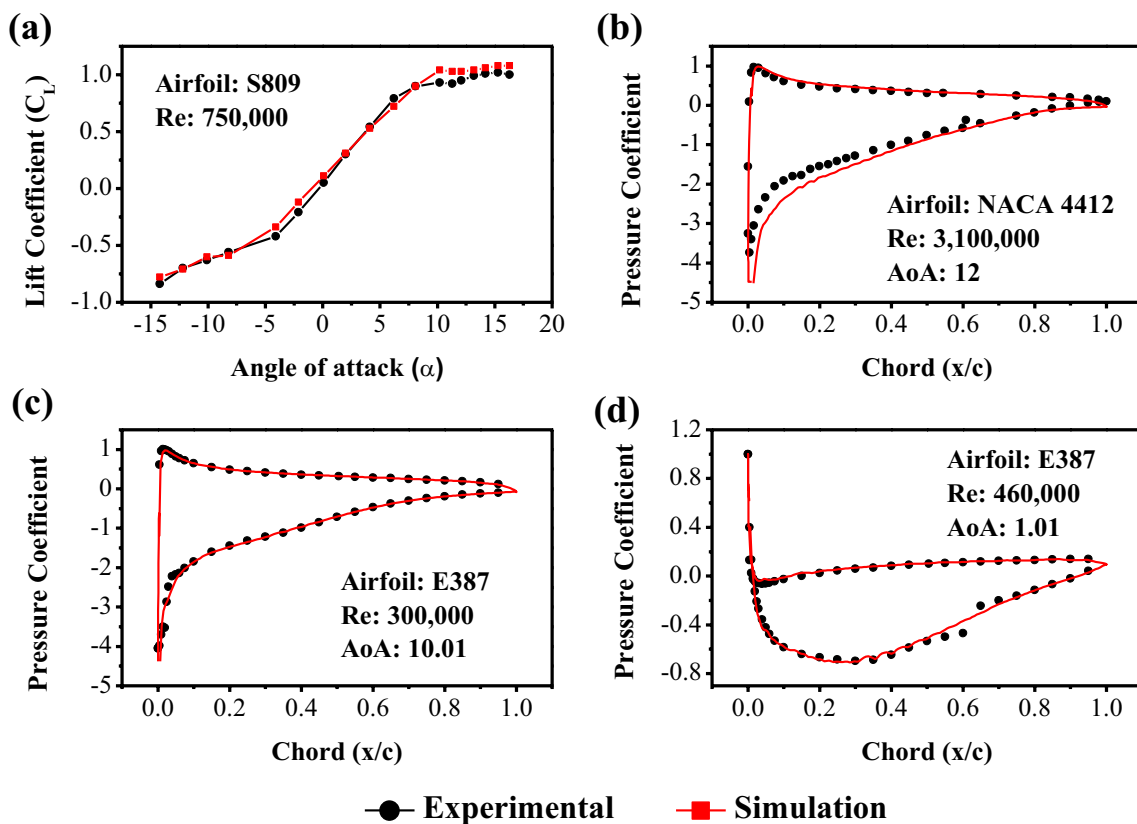 (a)
Airfoil: S809
Re: 750,000
Lift Coefficient (C_L)
1.0
0.5
0.0
-0.5
-1.0
-15 -10 -5 0 5 10 15 20
Angle of attack (α)
(b)
Pressure Coefficient
1
0
-1
-2
-3
-4
-5
Airfoil: NACA 4412
Re: 3,100,000
AoA: 12
0.0 0.2 0.4 0.6 0.8 1.0
Chord (x/c)
(c)
Pressure Coefficient
1
0
-1
-2
-3
-4
-5
Airfoil: E387
Re: 300,000
AoA: 10.01
0.0 0.2 0.4 0.6 0.8 1.0
Chord (x/c)
(d)
Pressure Coefficient
1.2
0.8
0.4
0.0
-0.4
-0.8
Airfoil: E387
Re: 460,000
AoA: 1.01
0.0 0.2 0.4 0.6 0.8 1.0
Chord (x/c)
Experimental
Simulation